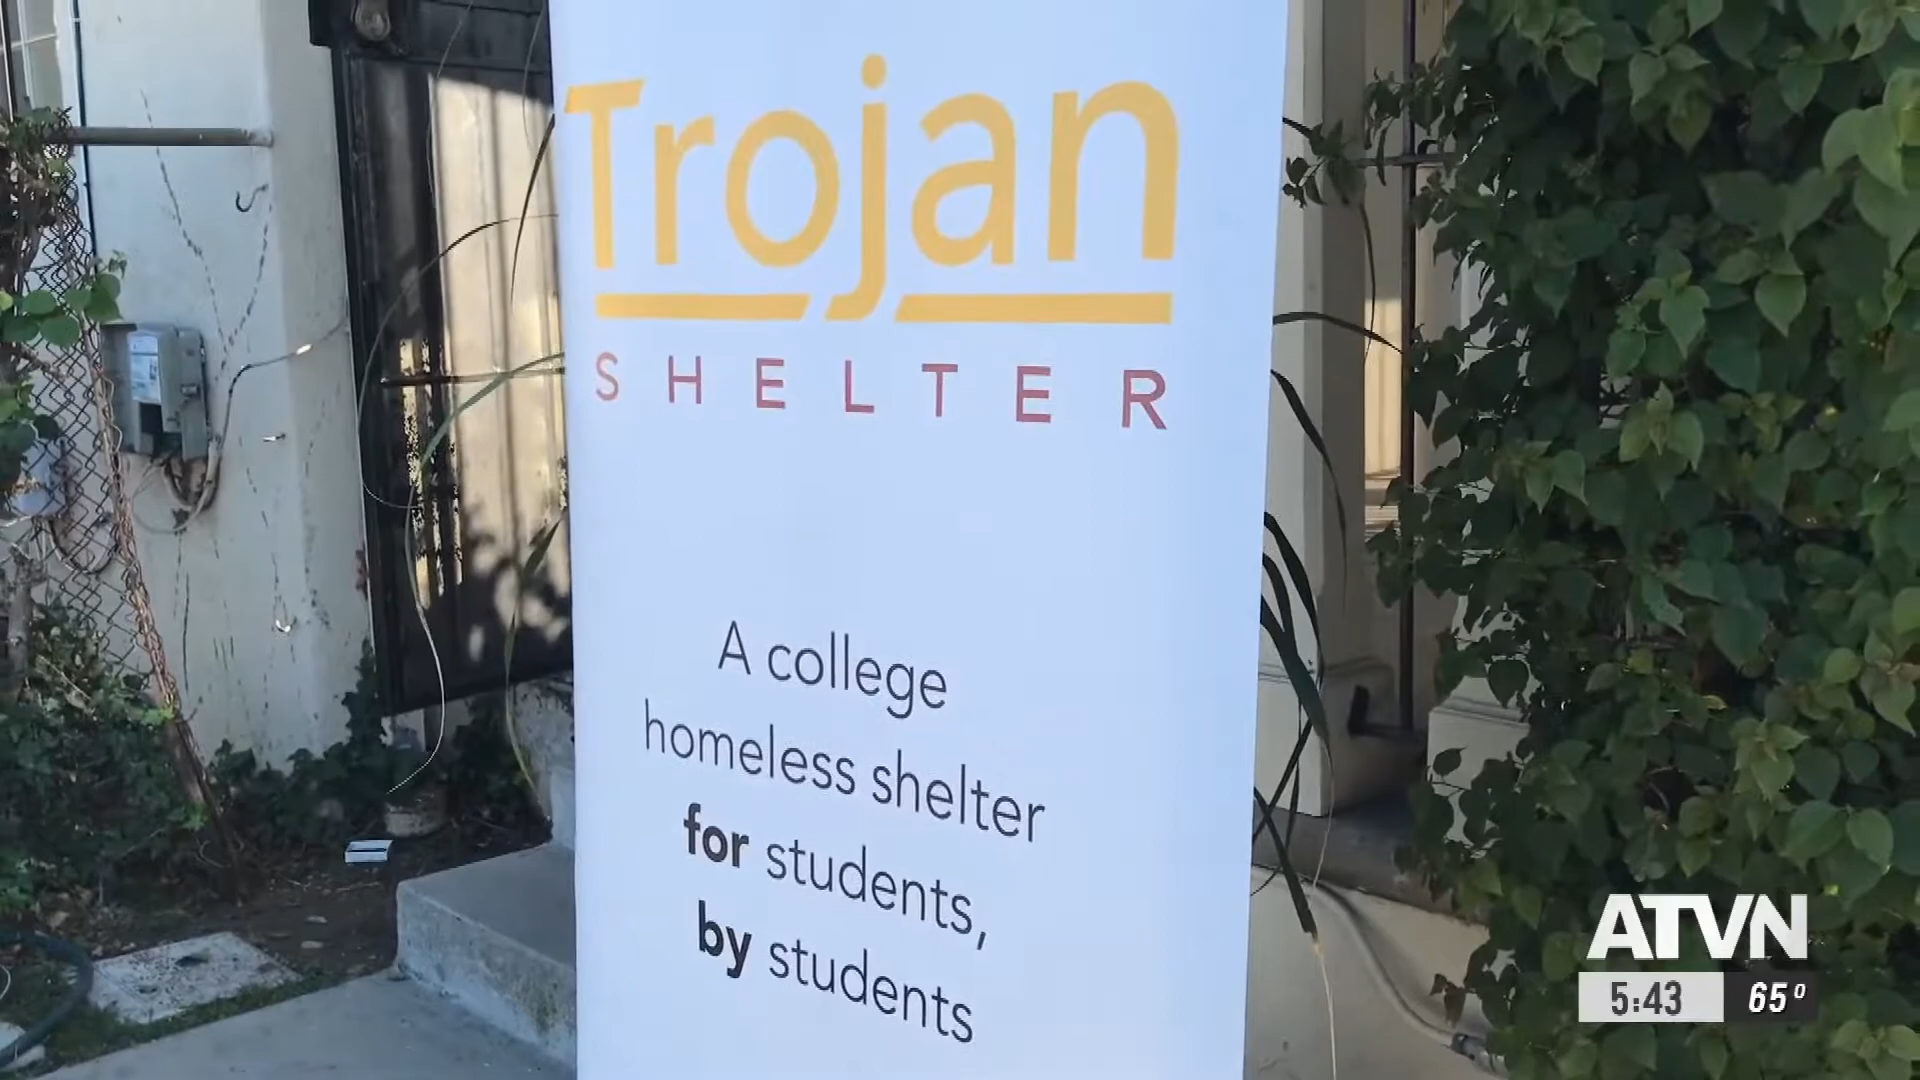 Trojan
SHELTER
A college
homeless shelter
for students,
by students
ATVN
5:43 65°